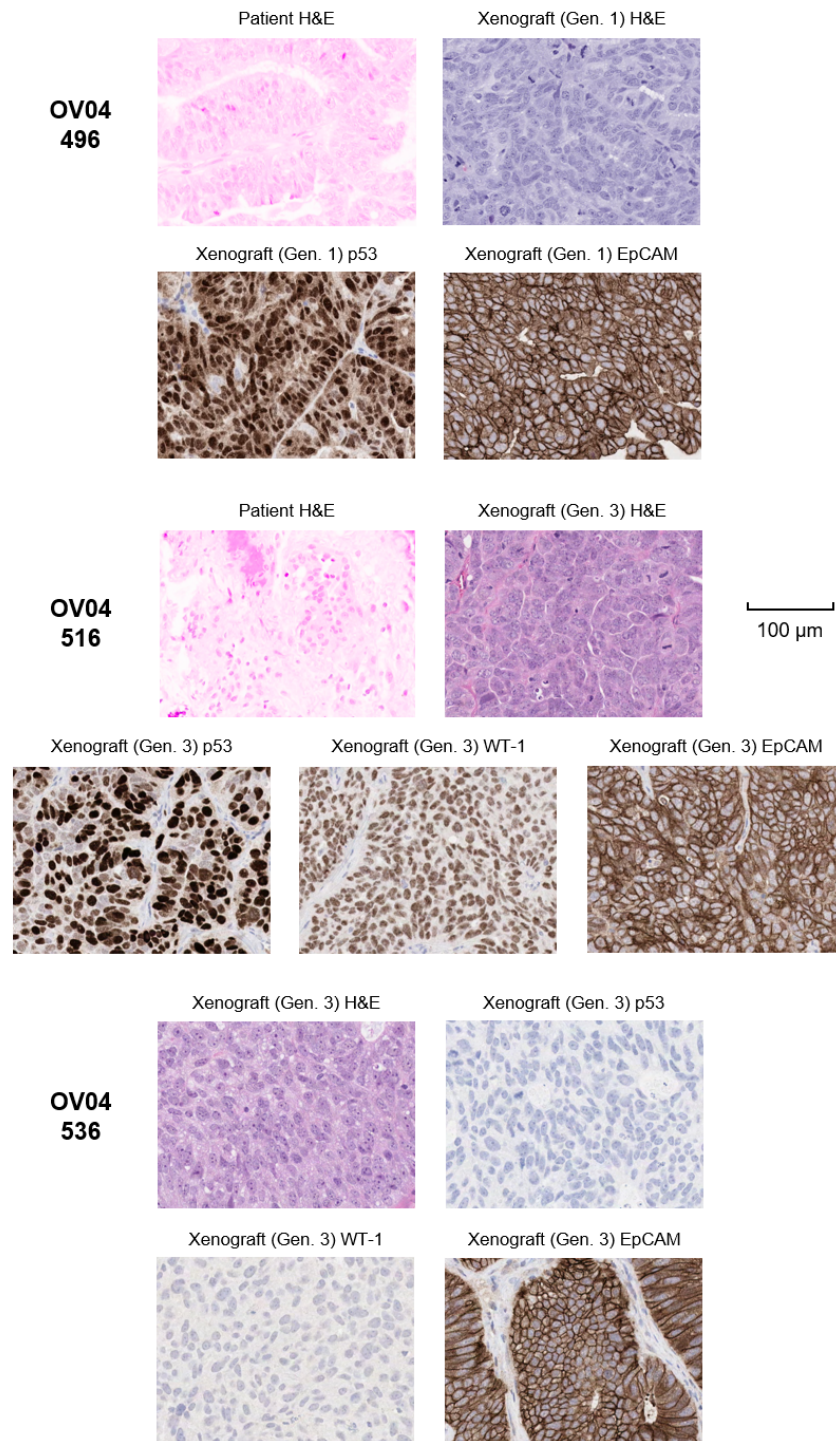 Patient H&E
Xenograft (Gen. 1) H&E
OV04
496
Xenograft (Gen. 1) p53
Xenograft (Gen. 1) EpCAM
Patient H&E
Xenograft (Gen. 3) H&E
OV04
516
100 µm
Xenograft (Gen. 3) p53
Xenograft (Gen. 3) WT-1
Xenograft (Gen. 3) EpCAM
Xenograft (Gen. 3) H&E
Xenograft (Gen. 3) p53
OV04
536
Xenograft (Gen. 3) WT-1
Xenograft (Gen. 3) EpCAM